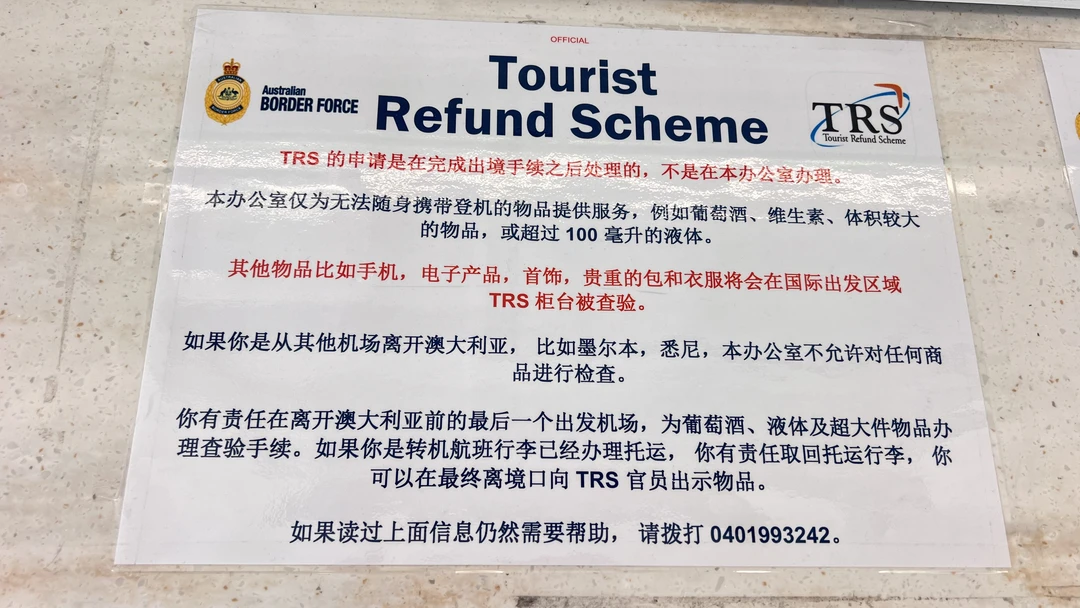 OFFICIAL
Australian
BORDER FORCE
Tourist
Refund Scheme
TRS
Tourist Refund Scheme
TRS 的申请是在完成出境手续之后处理的，不是在本办公室办理。
本办公室仅为无法随身携带登机的物品提供服务，例如葡萄酒、维生素、体积较大
的物品，或超过 100 毫升的液体。
其他物品比如手机，电子产品，首饰，贵重的包和衣服将会在国际出发区域
TRS 柜台被查验。
如果你是从其他机场离开澳大利亚， 比如墨尔本，悉尼，本办公室不允许对任何商
品进行检查。
你有责任在离开澳大利亚前的最后一个出发机场，为葡萄酒、液体及超大件物品办
理查验手续。如果你是转机航班行李已经办理托运， 你有责任取回托运行李， 你
可以在最终离境口向 TRS 官员出示物品。
如果读过上面信息仍然需要帮助， 请拨打 0401993242。